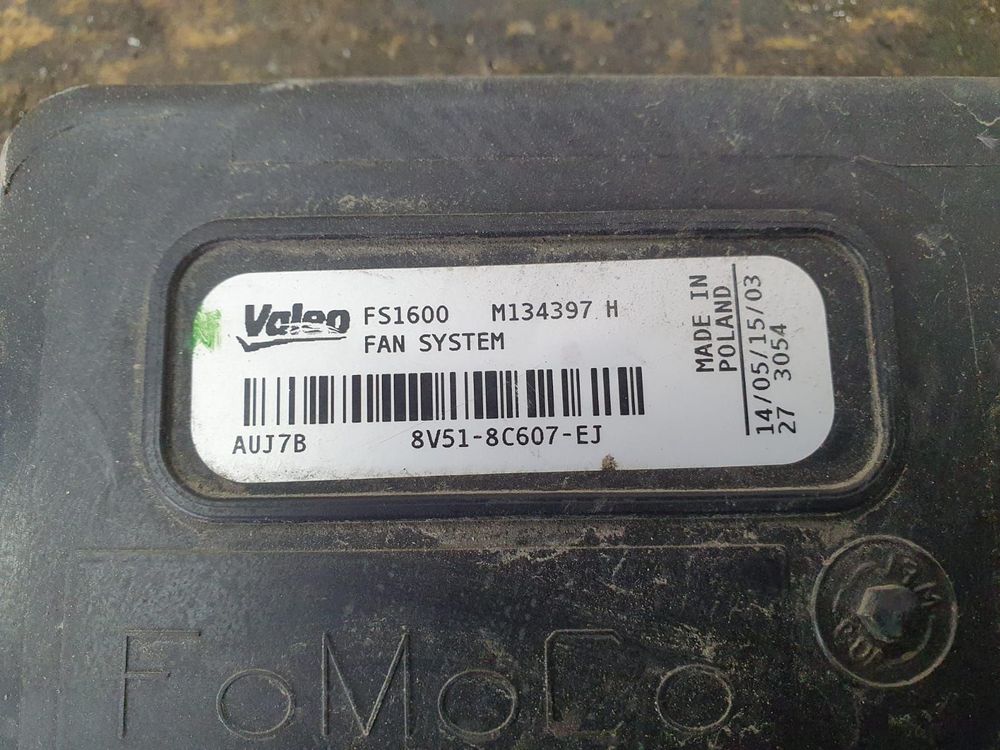 Valeo FS1600 M134397 H
FAN SYSTEM
AUJ7B 8V51-8C607-EJ
MADE IN
POLAND
14/05/15/03
27 3054
FoMoCo